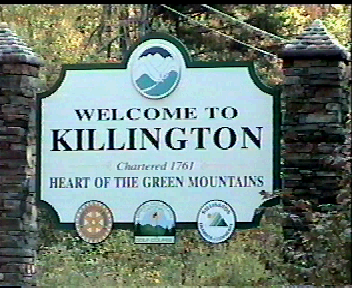 WELCOME TO
KILLINGTON
Chartered 1761
HEART OF THE GREEN MOUNTAINS